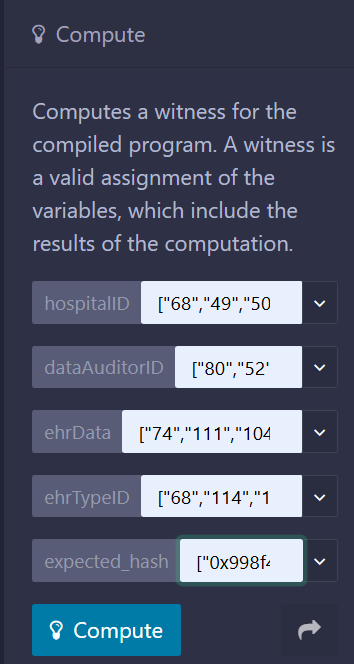 Compute
Computes a witness for the
compiled program. A witness is
a valid assignment of the
variables, which include the
results of the computation.
hospitalID ["68","49","50
dataAuditorID ["80","52"
ehrData ["74","111","104
ehrTypeID ["68","114","1
expected_hash ["0x998f4
Compute